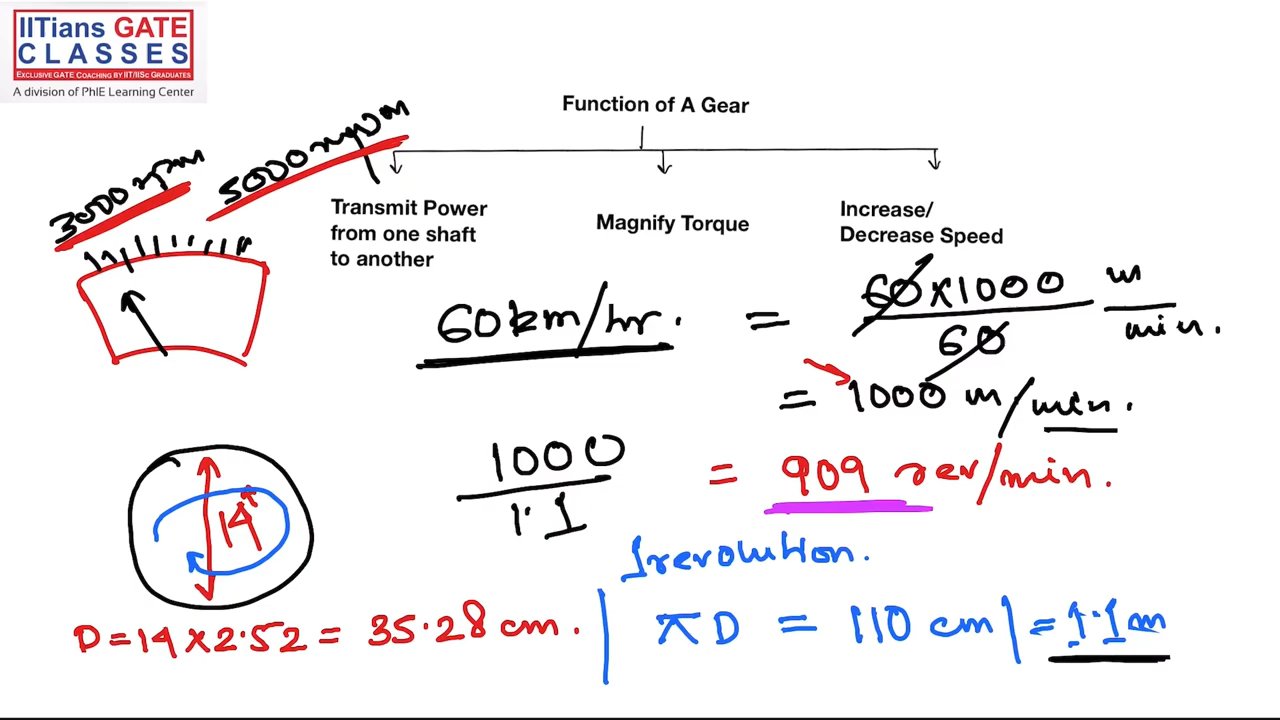 IITians GATE
CLASSES
EXCLUSIVE GATE COACHING BY IIT/IISC GRADUATES
A division of PhIE Learning Center
Function of A Gear
3000 rpm
5000 rpm
Transmit Power
from one shaft
to another
Magnify Torque
Increase/
Decrease Speed
60km/hr. = 60×1000 m
60 min.
= 1000 m/min.
1000
1.1
= 909 rev/min.
14"
1 revolution.
D = 14 × 2.52 = 35.28 cm.
πD = 110 cm = 1.1m